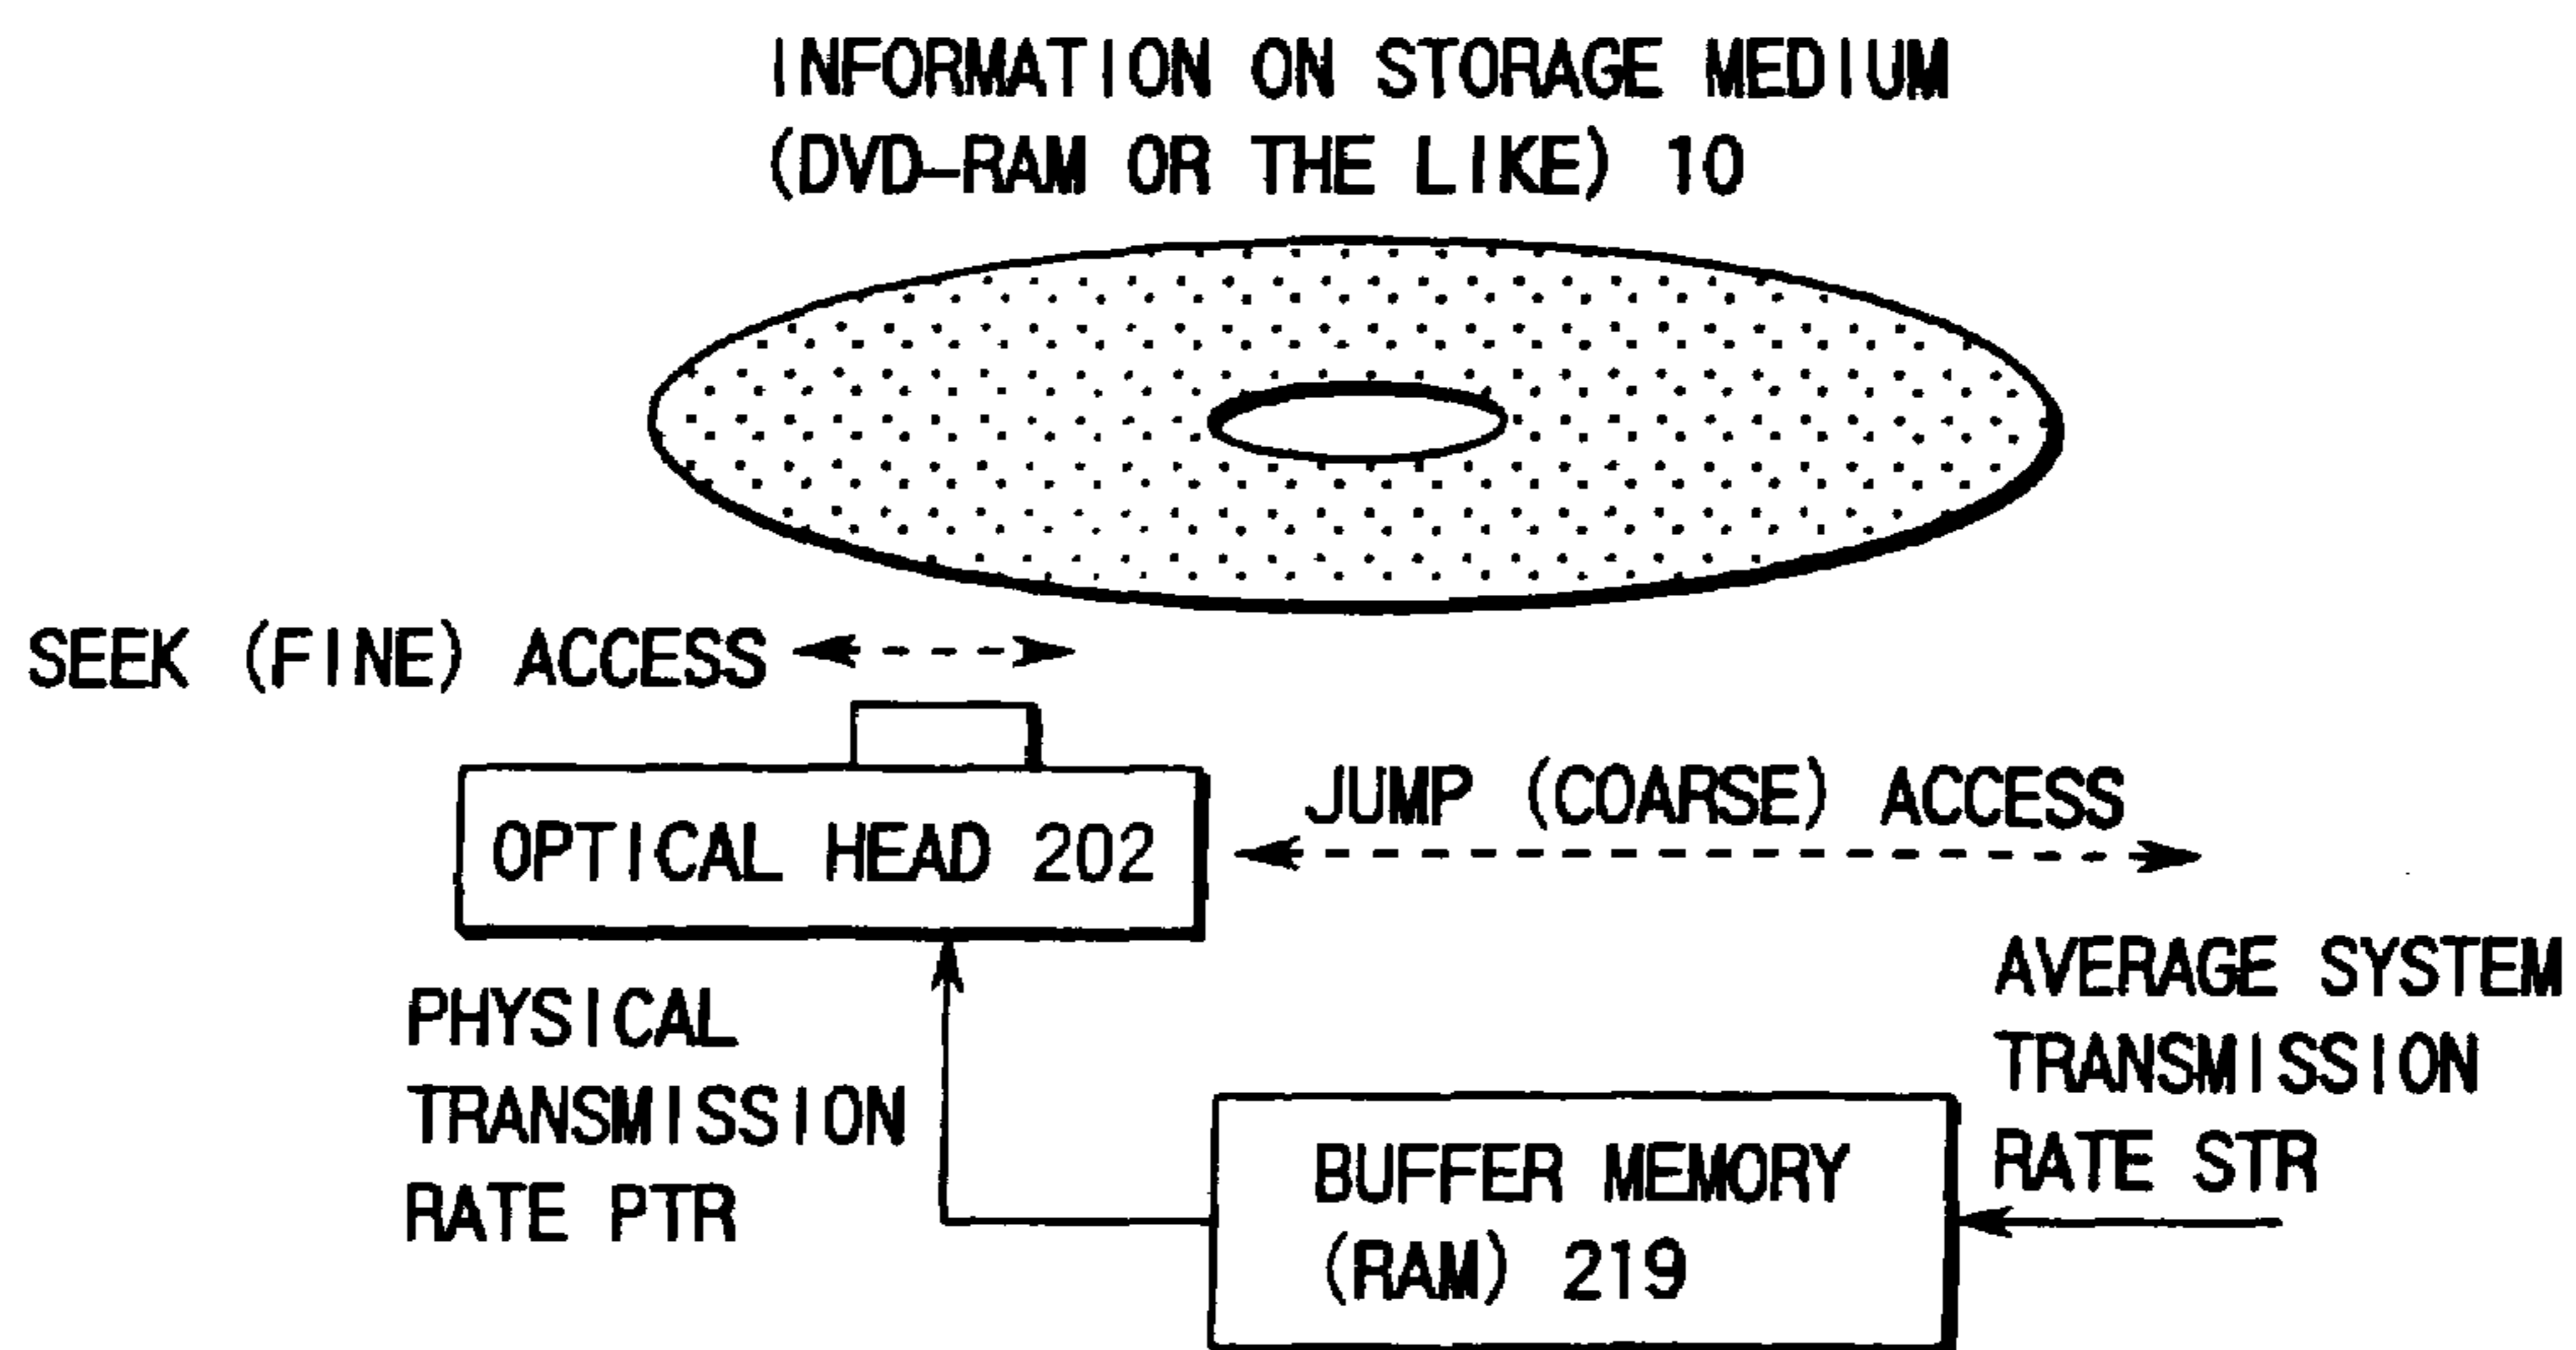 INFORMATION ON STORAGE MEDIUM
(DVD-RAM OR THE LIKE) 10
SEEK (FINE) ACCESS
JUMP (COARSE) ACCESS
OPTICAL HEAD 202
PHYSICAL
TRANSMISSION
RATE PTR
AVERAGE SYSTEM
TRANSMISSION
RATE STR
BUFFER MEMORY
(RAM) 219